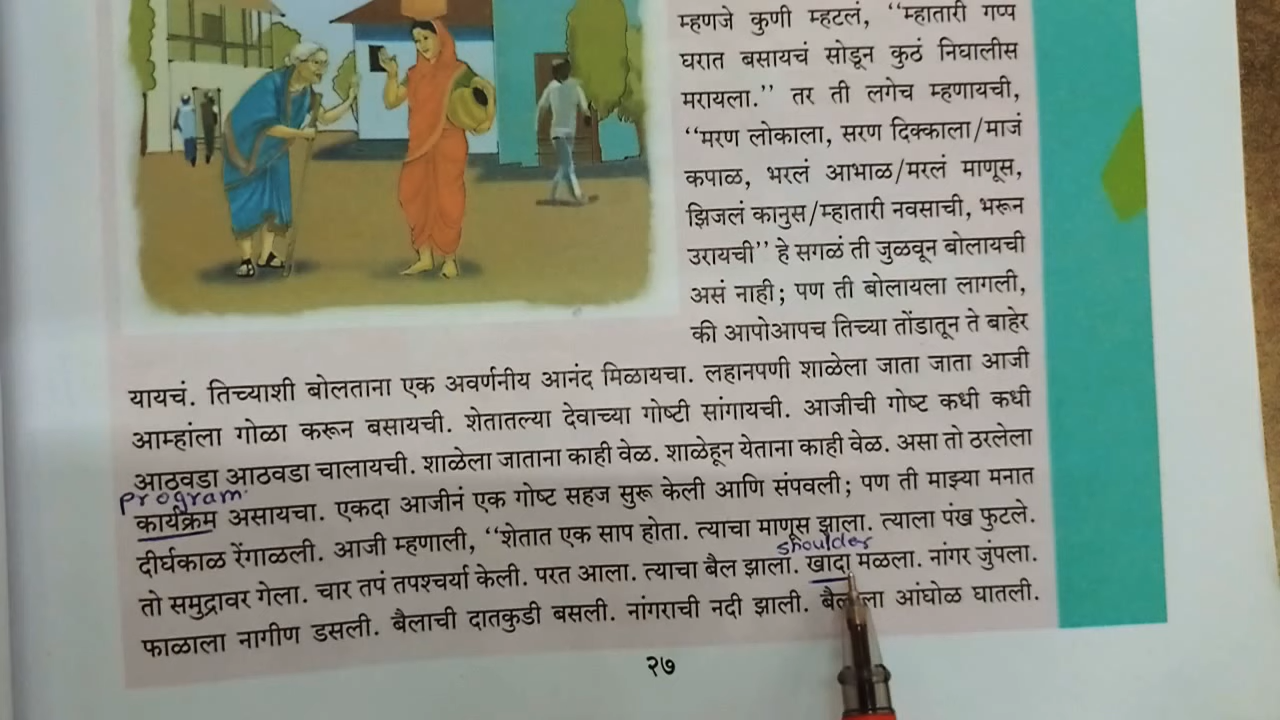 म्हणजे कुणी म्हटलं, “म्हातारी गप्प
घरात बसायचं सोडून कुठं निघालीस
मरायला.” तर ती लगेच म्हणायची,
“मरण लोकाला, सरण दिक्काला/माजं
कपाळ, भरलं आभाळ/मरलं माणूस,
झिजलं कानुस/म्हातारी नवसाची, भरून
उरायची” हे सगळं ती जुळवून बोलायची
असं नाही; पण ती बोलायला लागली,
की आपोआपच तिच्या तोंडातून ते बाहेर
यायचं. तिच्याशी बोलताना एक अवर्णनीय आनंद मिळायचा. लहानपणी शाळेला जाता जाता आजी
आम्हांला गोळा करून बसायची. शेतातल्या देवाच्या गोष्टी सांगायची. आजीची गोष्ट कधी कधी
आठवडा आठवडा चालायची. शाळेला जाताना काही वेळ. शाळेहून येताना काही वेळ. असा तो ठरलेला
program
कार्यक्रम असायचा. एकदा आजीनं एक गोष्ट सहज सुरू केली आणि संपवली; पण ती माझ्या मनात
दीर्घकाळ रेंगाळली. आजी म्हणाली, “शेतात एक साप होता. त्याचा माणूस झाला. त्याला पंख फुटले.
shoulder
तो समुद्रावर गेला. चार तपं तपश्चर्या केली. परत आला. त्याचा बैल झाला. खादा मळला. नांगर जुंपला.
फाळाला नागीण डसली. बैलाची दातकुडी बसली. नांगराची नदी झाली. आंघोळ घातली.
२७